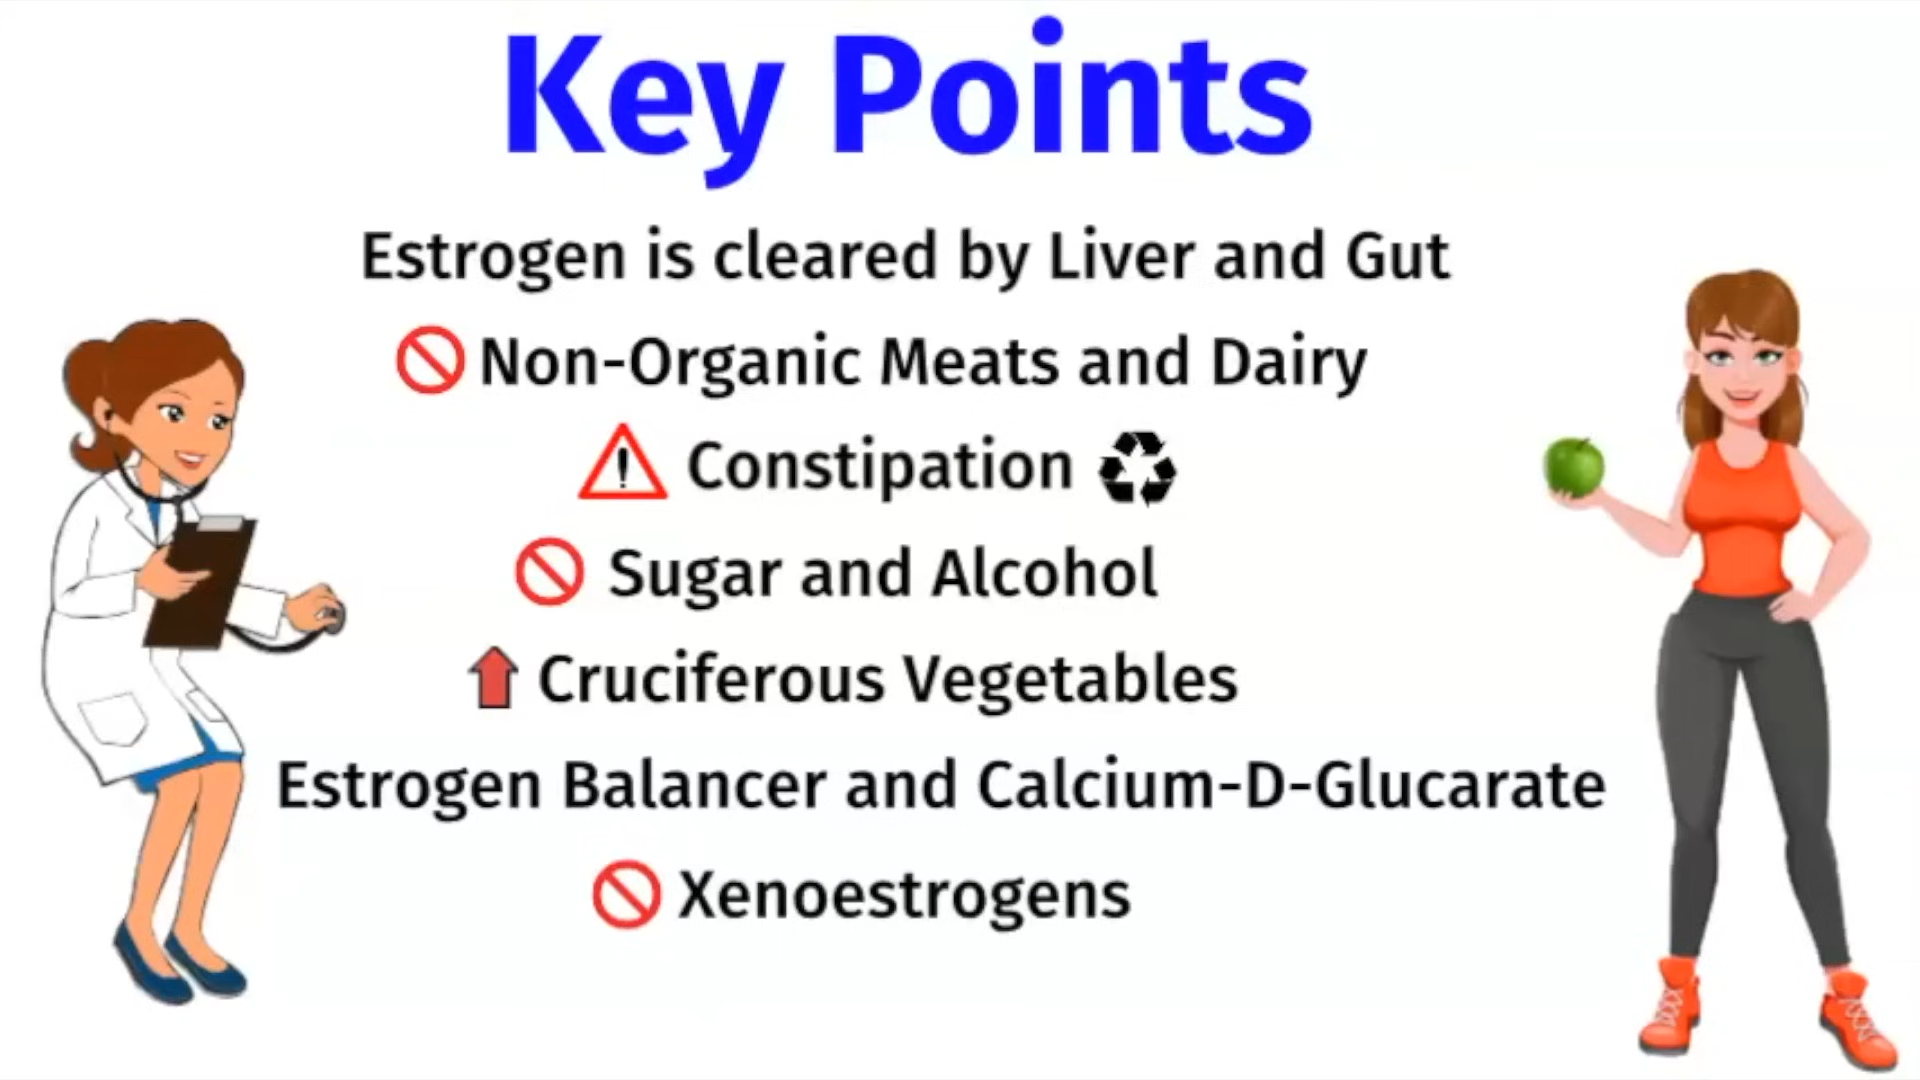 Key Points
Estrogen is cleared by Liver and Gut
Non-Organic Meats and Dairy
Constipation
Sugar and Alcohol
Cruciferous Vegetables
Estrogen Balancer and Calcium-D-Glucarate
Xenoestrogens